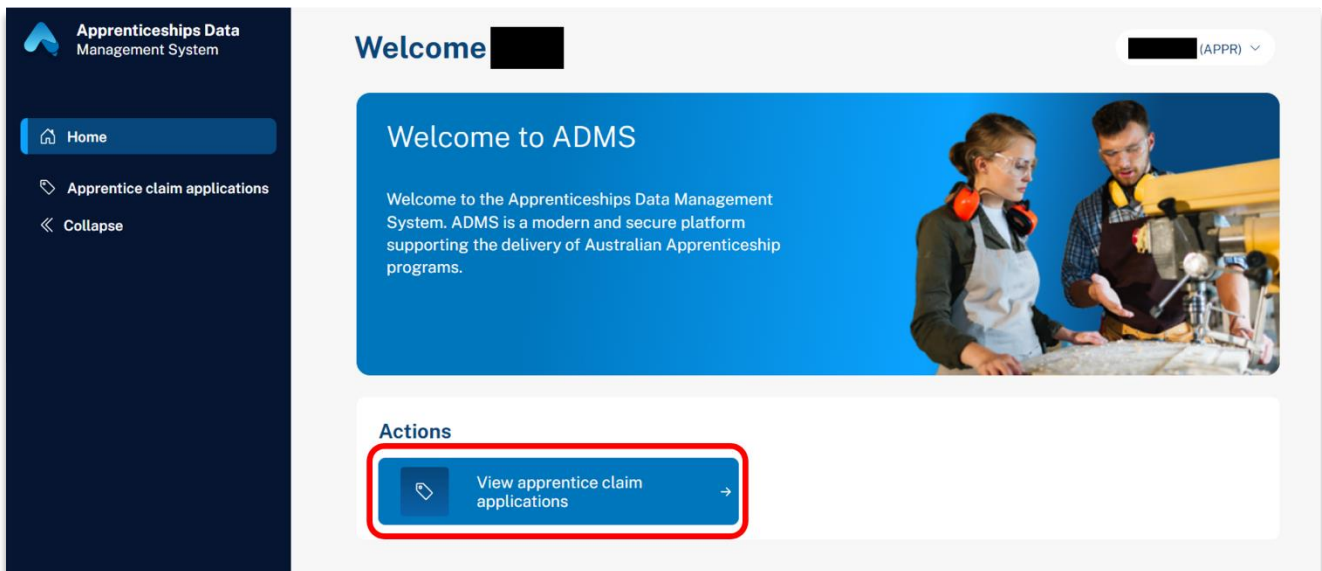 Apprenticeships Data
Management System
Home
Apprentice claim applications
Collapse
Welcome
(APPR)
Welcome to ADMS
Welcome to the Apprenticeships Data Management
System. ADMS is a modern and secure platform
supporting the delivery of Australian Apprenticeship
programs.
Actions
View apprentice claim
applications